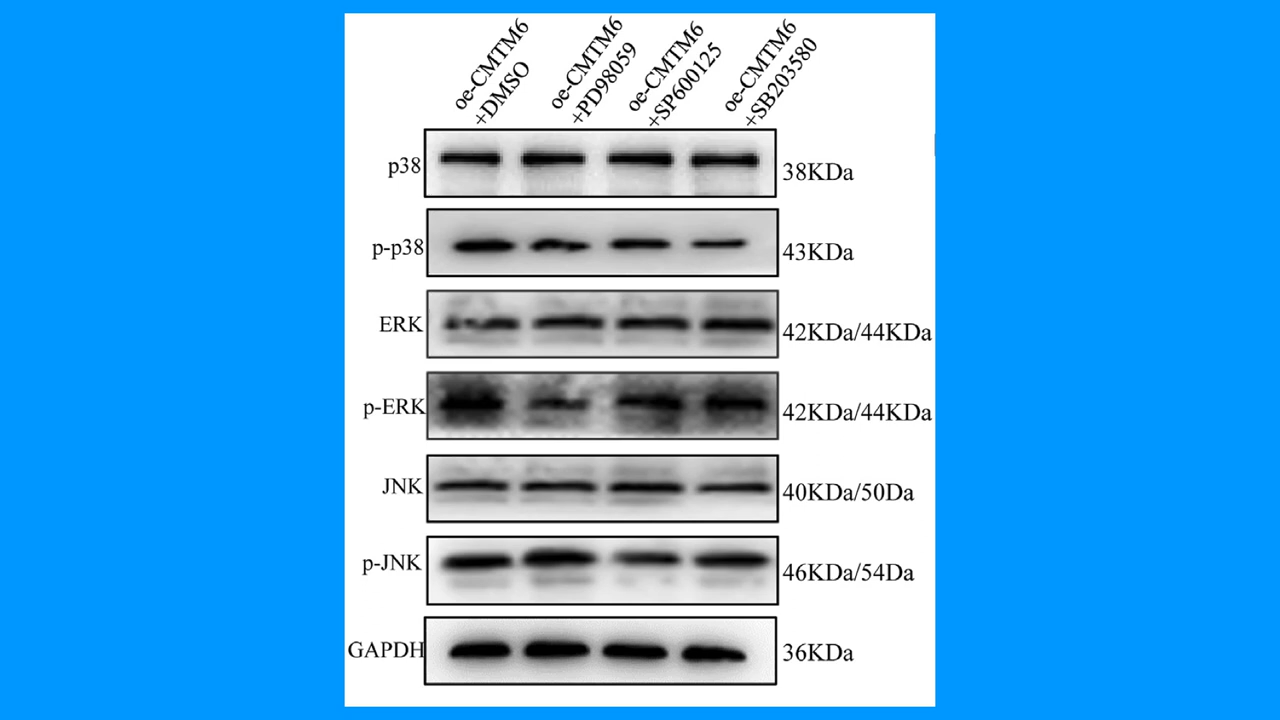 oe-CMTM6
+DMSO
oe-CMTM6
+PD98059
oe-CMTM6
+SP600125
oe-CMTM6
+SB203580
p38
38KDa
p-p38
43KDa
ERK
42KDa/44KDa
p-ERK
42KDa/44KDa
JNK
40KDa/50Da
p-JNK
46KDa/54Da
GAPDH
36KDa